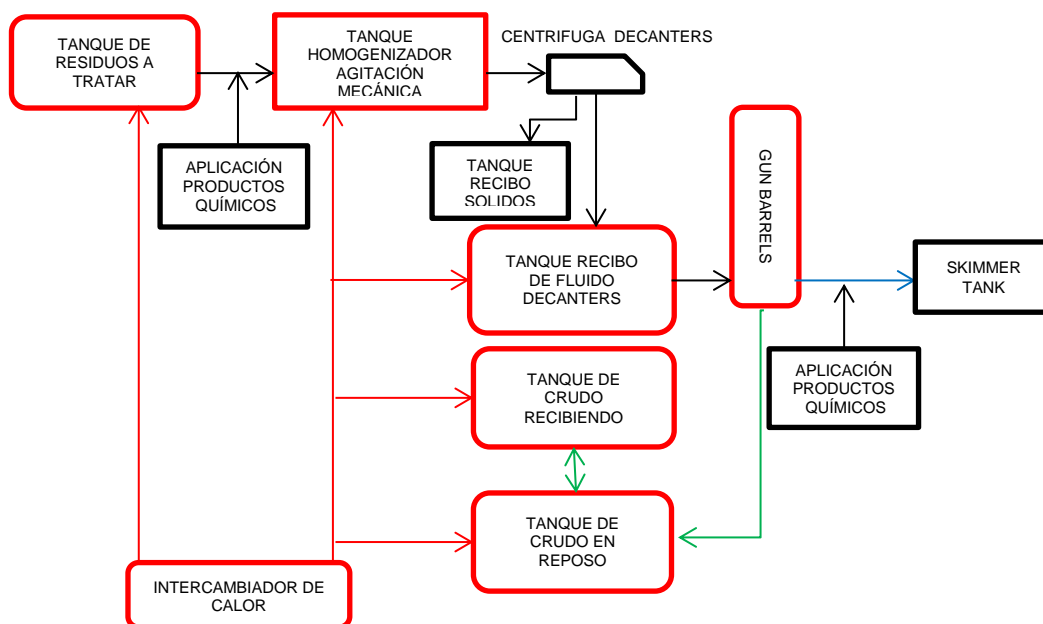 TANQUE DE
RESIDUOS A
TRATAR
TANQUE
HOMOGENIZADOR
AGITACIÓN
MECÁNICA
CENTRIFUGA DECANTERS
APLICACIÓN
PRODUCTOS
QUÍMICOS
TANQUE
RECIBO
SOLIDOS
GUN BARRELS
TANQUE RECIBO
DE FLUIDO
DECANTERS
SKIMMER
TANK
TANQUE DE
CRUDO
RECIBIENDO
APLICACIÓN
PRODUCTOS
QUÍMICOS
TANQUE DE
CRUDO EN
REPOSO
INTERCAMBIADOR DE
CALOR